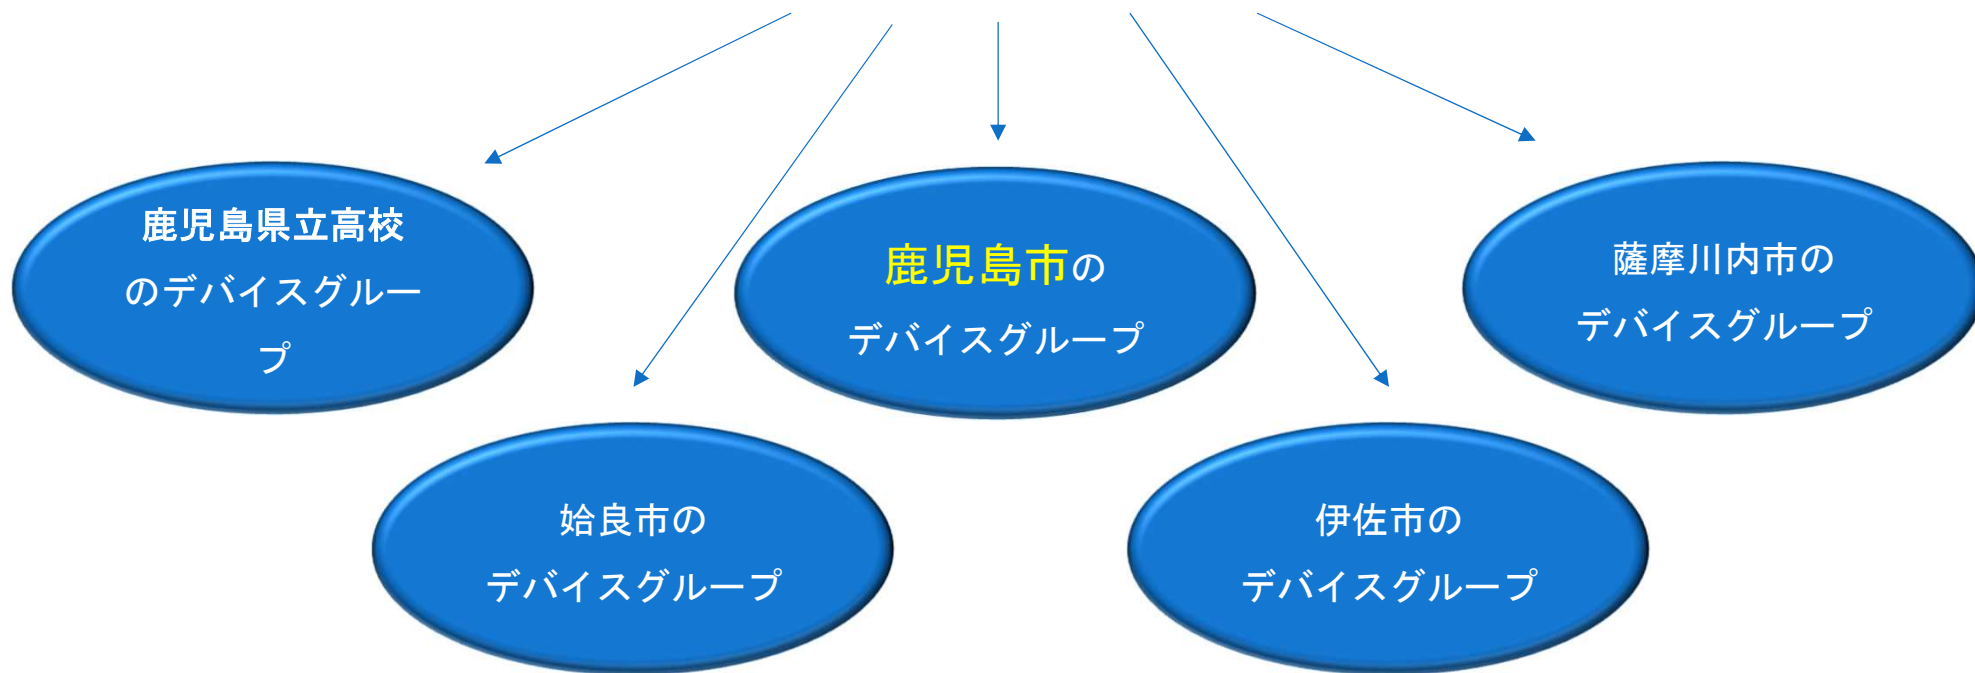 鹿児島県立高校
のデバイスグルー
プ
鹿児島市の
デバイスグループ
薩摩川内市の
デバイスグループ
姶良市の
デバイスグループ
伊佐市の
デバイスグループ